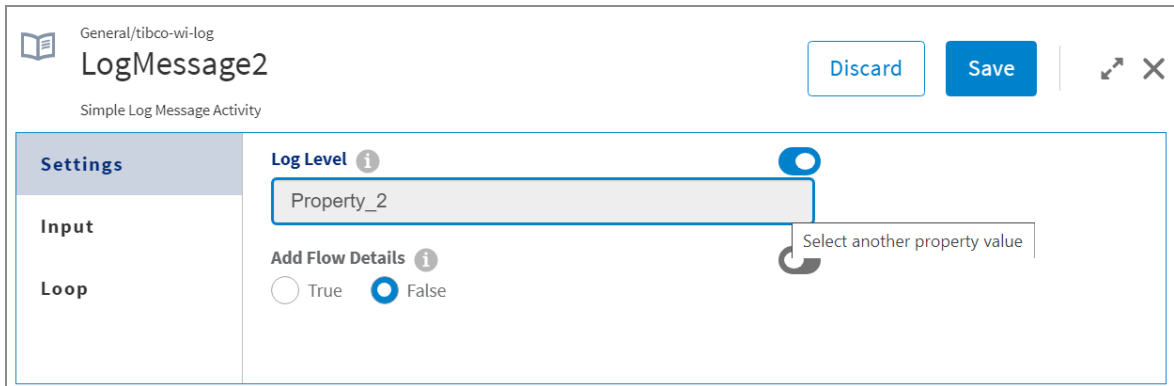 General/tibco-wi-log
LogMessage2
Simple Log Message Activity
Discard
Save
Settings
Input
Loop
Log Level
Property_2
Select another property value
Add Flow Details
True
False